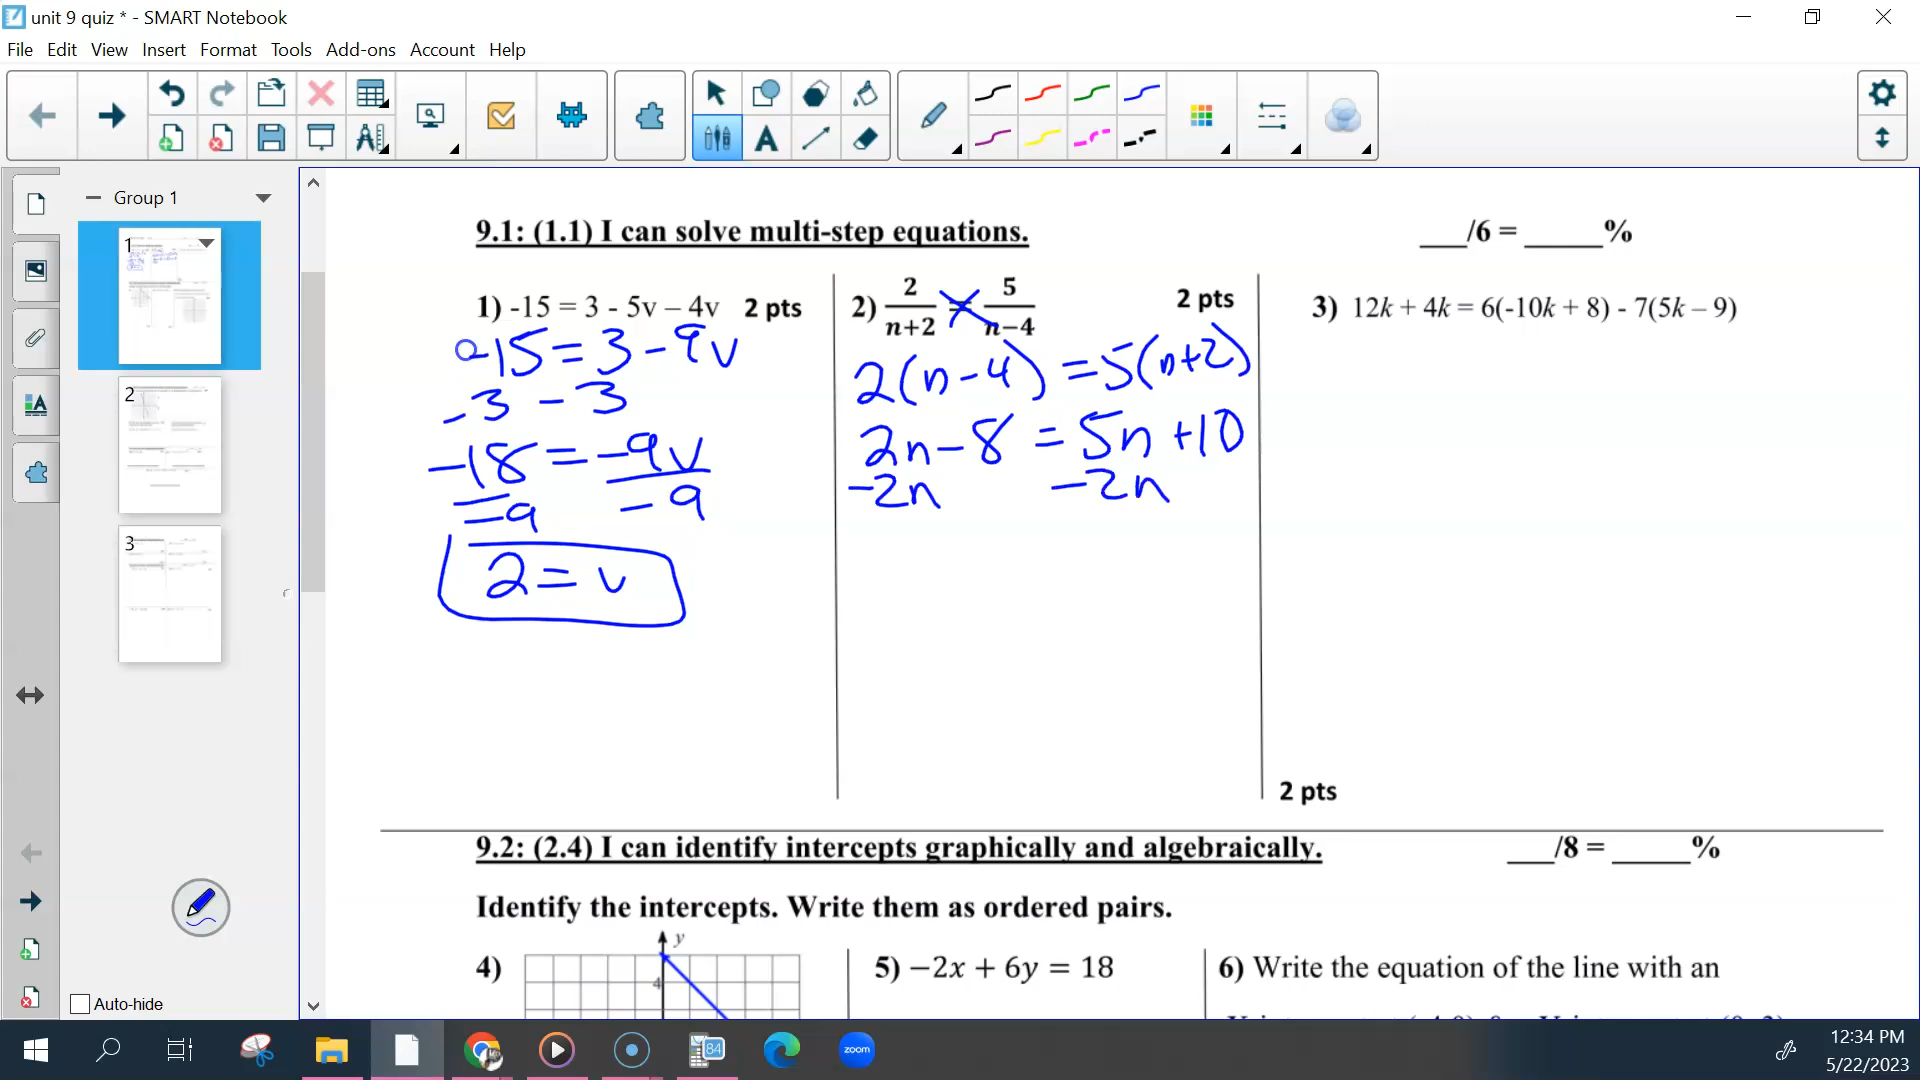 unit 9 quiz * - SMART Notebook
File Edit View Insert Format Tools Add-ons Account Help
Group 1
1
2
3
Auto-hide
9.1: (1.1) I can solve multi-step equations.
___/6 = _____%
1) -15 = 3 - 5v – 4v 2 pts
-15 = 3 - 9v
-3 -3
-18 = -9v
-9 -9
2 = v
2) 2/n+2 = 5/n−4 2 pts
2(n-4) = 5(n+2)
2n-8 = 5n+10
-2n -2n
3) 12k + 4k = 6(-10k + 8) - 7(5k – 9)
2 pts
9.2: (2.4) I can identify intercepts graphically and algebraically.
___/8 = _____%
Identify the intercepts. Write them as ordered pairs.
4)
y
4
5) −2x + 6y = 18
6) Write the equation of the line with an
84
zoom
12:34 PM
5/22/2023